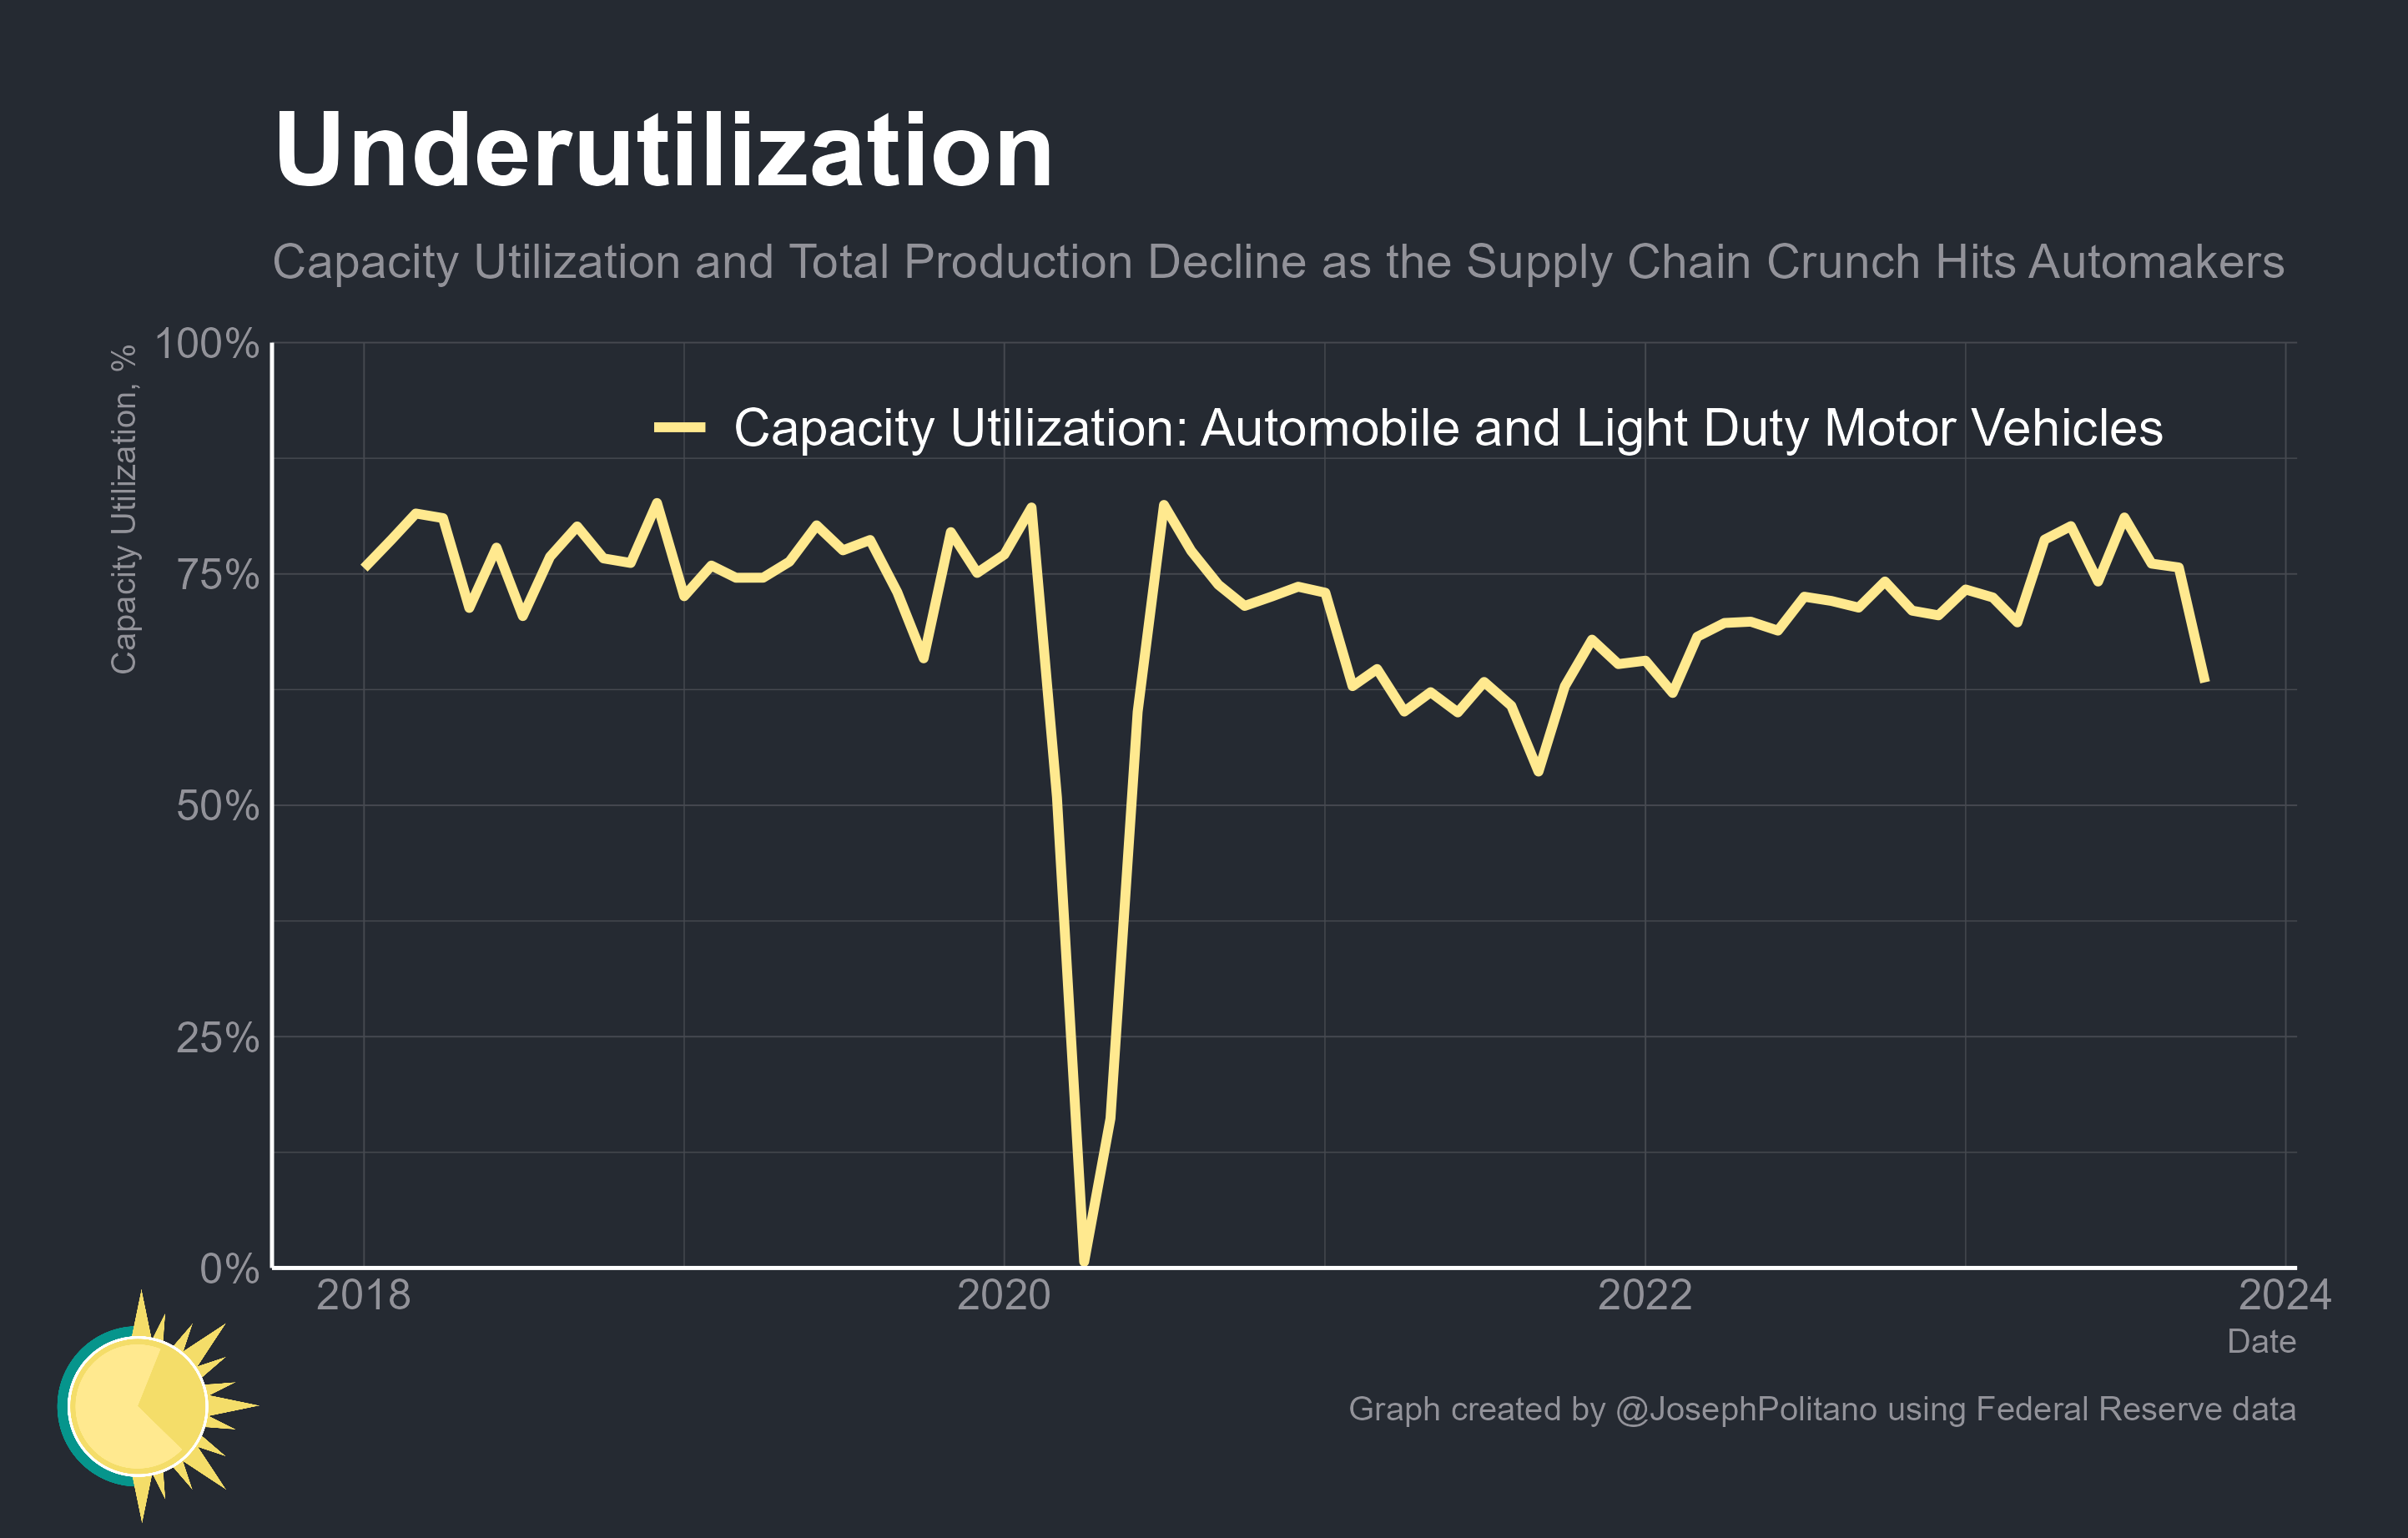 Underutilization
Capacity Utilization and Total Production Decline as the Supply Chain Crunch Hits Automakers
Capacity Utilization, %
100%
Capacity Utilization: Automobile and Light Duty Motor Vehicles
75%
50%
25%
0%
2018
2020
2022
2024
Date
Graph created by @JosephPolitano using Federal Reserve data